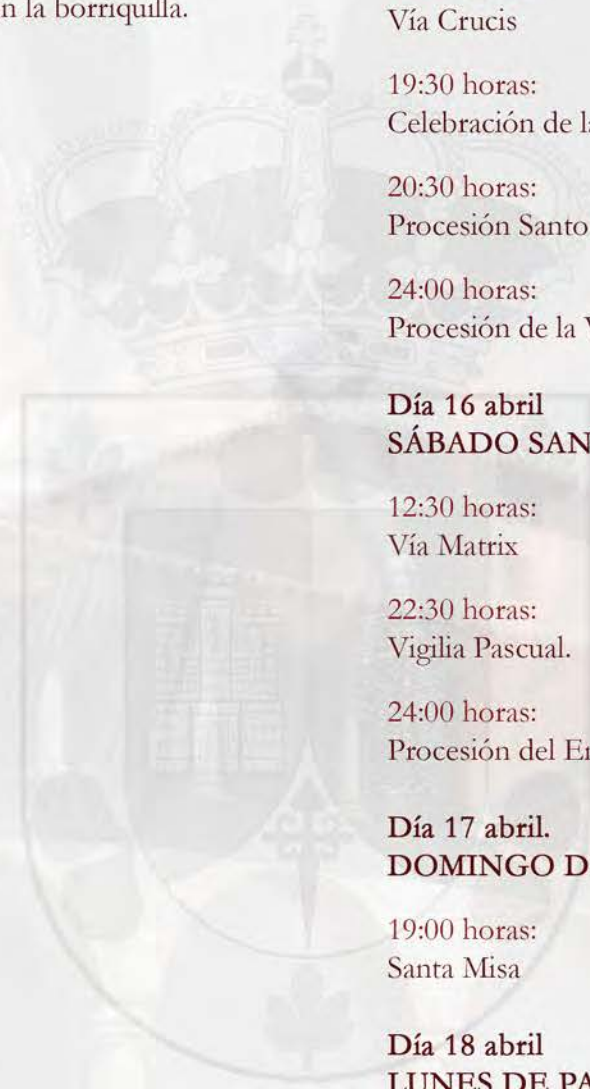 n la borriquilla.
Vía Crucis
19:30 horas:
Celebración de l
20:30 horas:
Procesión Santo
24:00 horas:
Procesión de la
Día 16 abril
SÁBADO SAN
12:30 horas:
Vía Matrix
22:30 horas:
Vigilia Pascual.
24:00 horas:
Procesión del E
Día 17 abril.
DOMINGO D
19:00 horas:
Santa Misa
Día 18 abril
LUNES DE PA